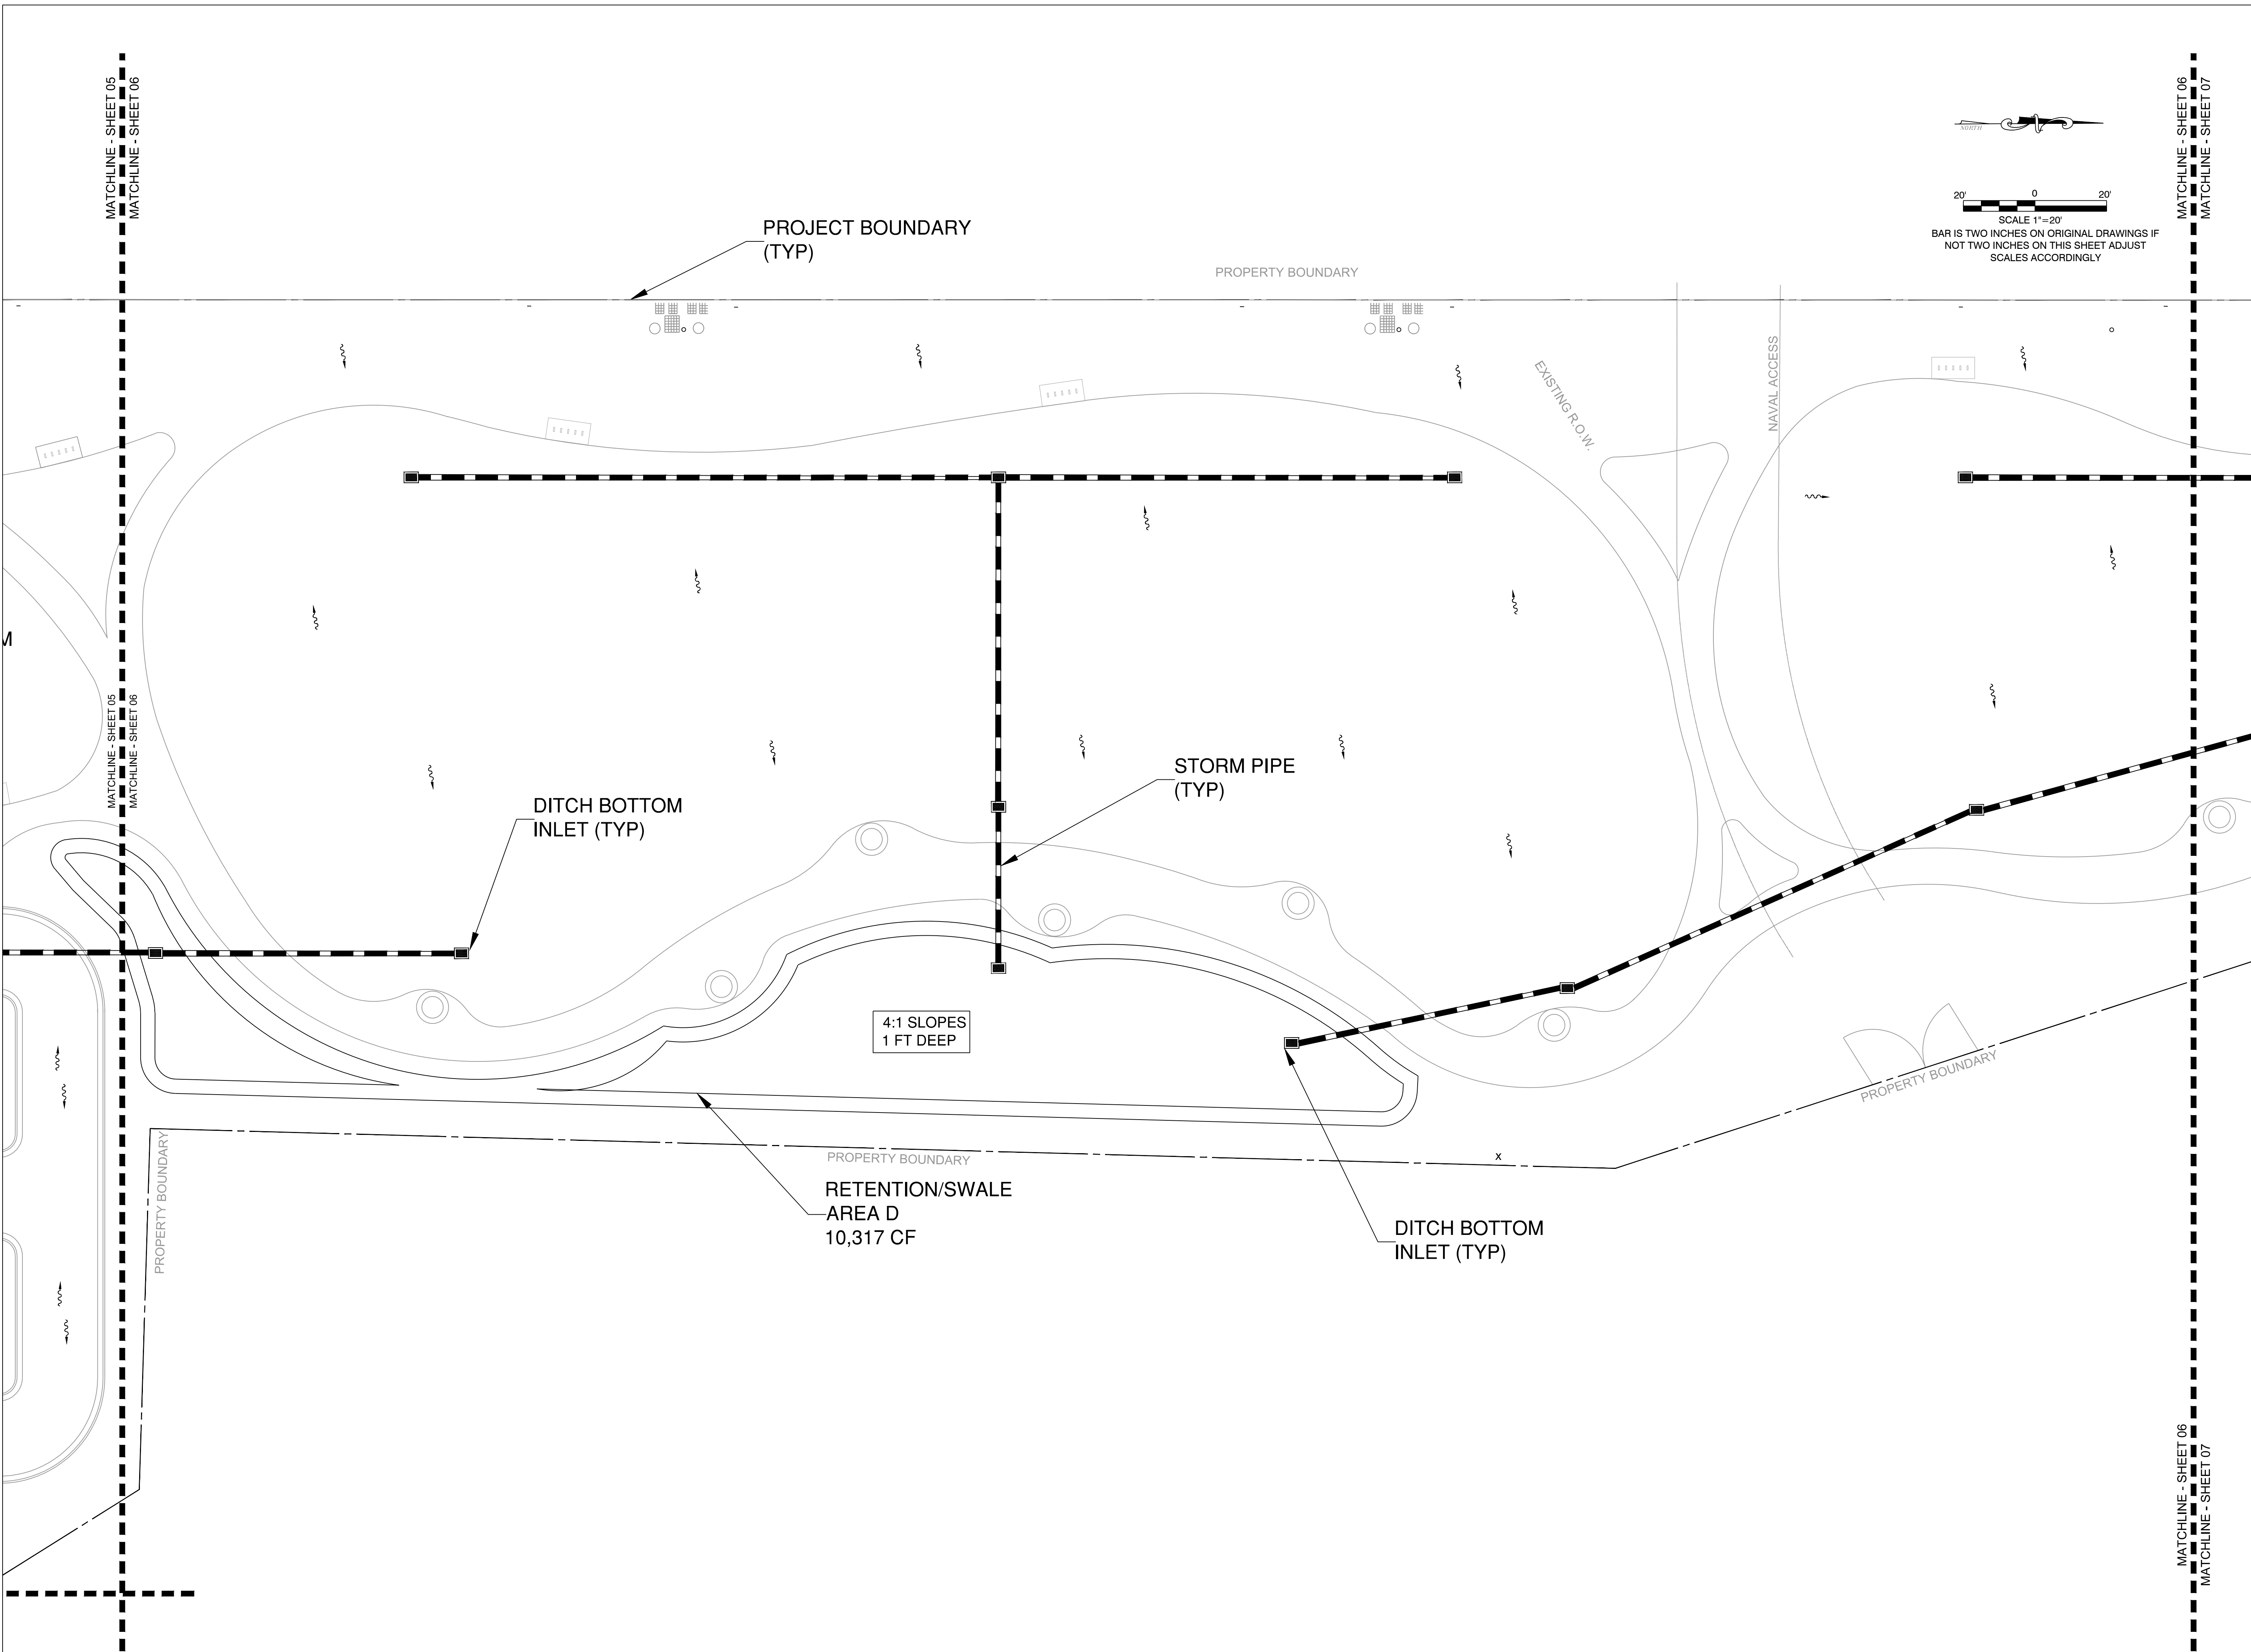 MATCHLINE - SHEET 05
MATCHLINE - SHEET 06
MATCHLINE - SHEET 06
MATCHLINE - SHEET 07
NORTH
20' 0 20'
SCALE 1"=20'
BAR IS TWO INCHES ON ORIGINAL DRAWINGS IF
NOT TWO INCHES ON THIS SHEET ADJUST
SCALES ACCORDINGLY
PROJECT BOUNDARY
(TYP)
PROPERTY BOUNDARY
EXISTING R.O.W.
NAVAL ACCESS
M
MATCHLINE - SHEET 05
MATCHLINE - SHEET 06
STORM PIPE
(TYP)
DITCH BOTTOM
INLET (TYP)
4:1 SLOPES
1 FT DEEP
PROPERTY BOUNDARY
PROPERTY BOUNDARY
PROPERTY BOUNDARY
X
RETENTION/SWALE
AREA D
10,317 CF
DITCH BOTTOM
INLET (TYP)
MATCHLINE - SHEET 06
MATCHLINE - SHEET 07